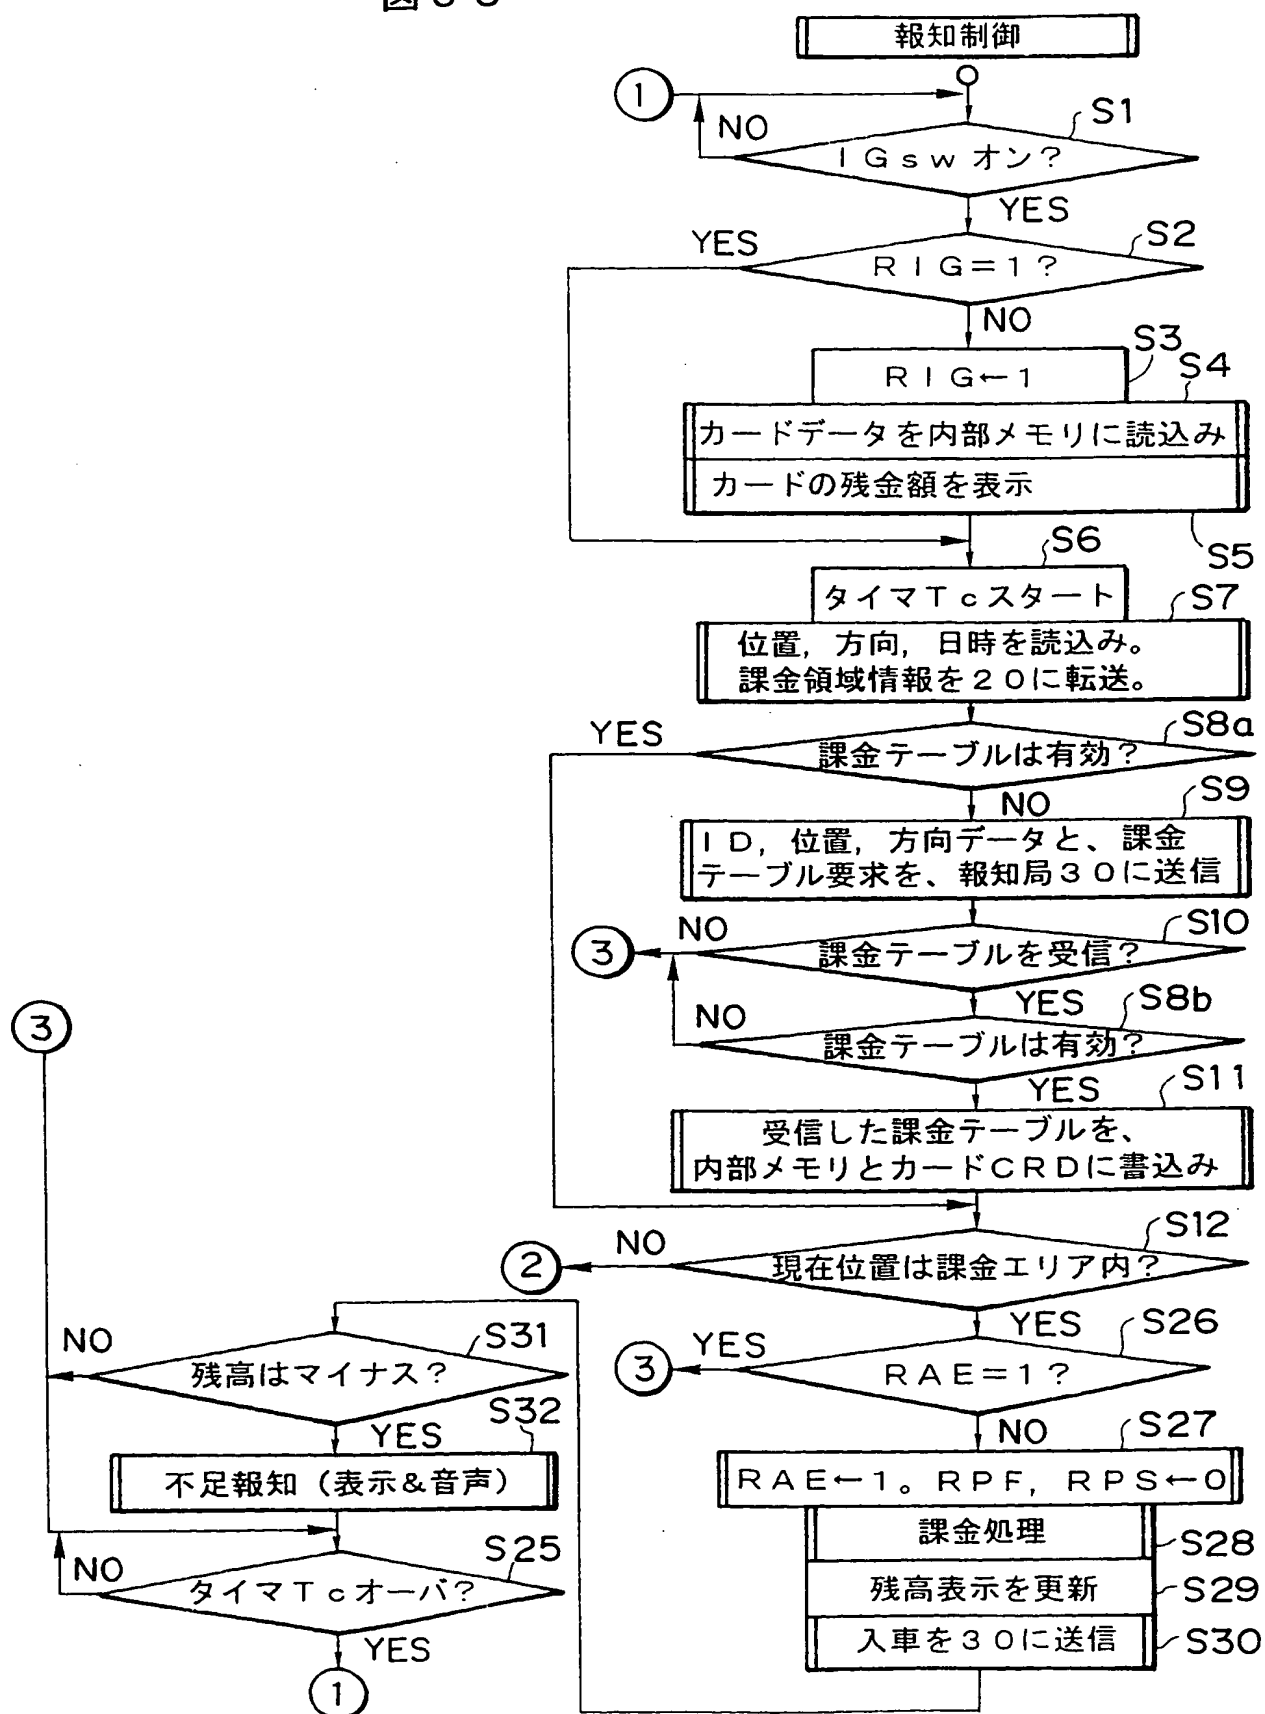 報知制御
1
S1
NO
IGswオン?
YES
S2
YES
RIG=1?
NO
S3
RIG←1
S4
カードデータを内部メモリに読込み
カードの残金額を表示
S5
S6
タイマTcスタート
S7
位置,方向,日時を読込み。
課金領域情報を20に転送。
S8a
YES
課金テーブルは有効?
NO
S9
ID,位置,方向データと、課金
テーブル要求を、報知局30に送信
S10
NO
3
課金テーブルを受信?
YES
S8b
NO
課金テーブルは有効?
YES
S11
受信した課金テーブルを、
内部メモリとカードCRDに書込み
S12
NO
2
現在位置は課金エリア内?
YES
S26
YES
3
RAE=1?
NO
S27
RAE←1。RPF,RPS←0
課金処理
S28
残高表示を更新
S29
入車を30に送信
S30
3
S31
NO
残高はマイナス?
YES
S32
不足報知(表示&音声)
S25
NO
タイマTcオーバ?
YES
1